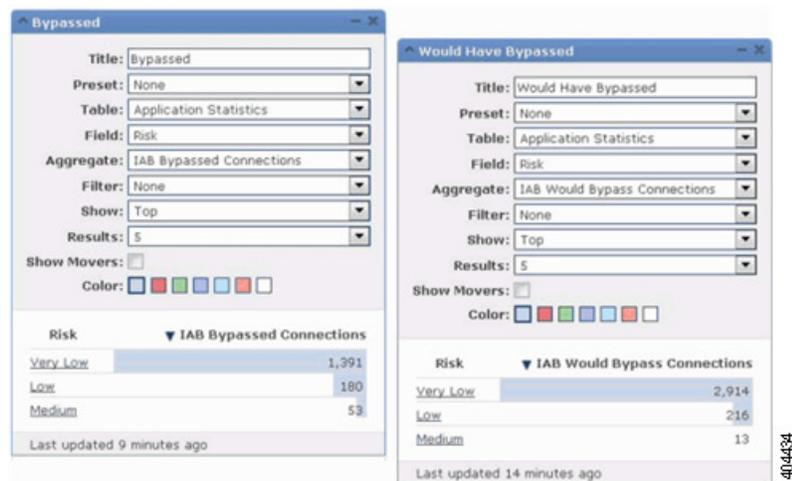 Bypassed
Title: Bypassed
Preset: None
Table: Application Statistics
Field: Risk
Aggregate: IAB Bypassed Connections
Filter: None
Show: Top
Results: 5
Show Movers:
Color:
Risk IAB Bypassed Connections
Very Low 1,391
Low 180
Medium 53
Last updated 9 minutes ago
Would Have Bypassed
Title: Would Have Bypassed
Preset: None
Table: Application Statistics
Field: Risk
Aggregate: IAB Would Bypass Connections
Filter: None
Show: Top
Results: 5
Show Movers:
Color:
Risk IAB Would Bypass Connections
Very Low 2,914
Low 216
Medium 13
Last updated 14 minutes ago
404434